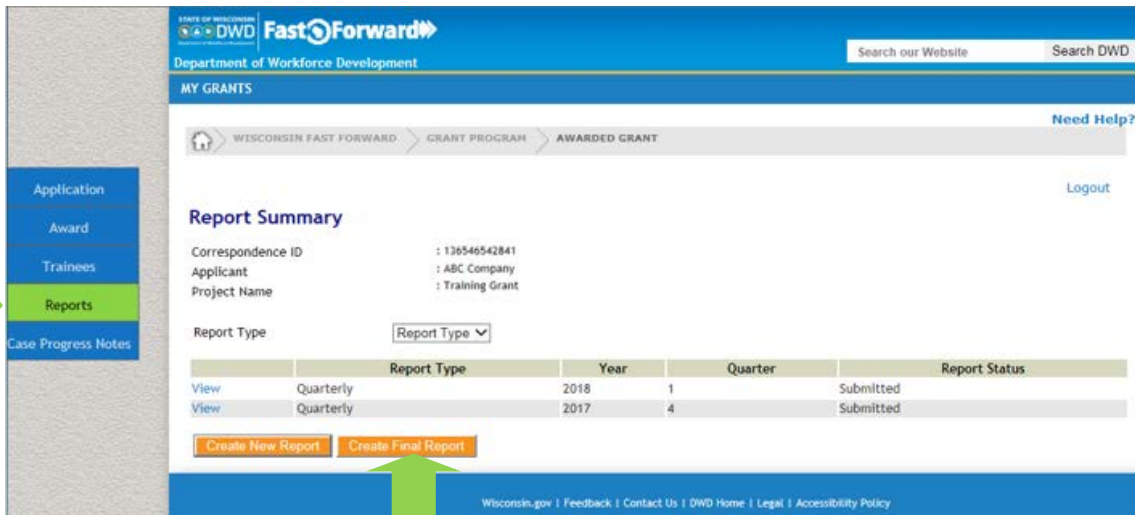 STATE OF WISCONSIN
DWD Fast Forward
Department of Workforce Development
Search our Website Search DWD
MY GRANTS
Need Help?
WISCONSIN FAST FORWARD GRANT PROGRAM AWARDED GRANT
Logout
Application
Award
Trainees
Reports
Case Progress Notes
Report Summary
Correspondence ID : 136546542841
Applicant : ABC Company
Project Name : Training Grant
Report Type Report Type
Report Type Year Quarter Report Status
View Quarterly 2018 1 Submitted
View Quarterly 2017 4 Submitted
Create New Report Create Final Report
Wisconsin.gov | Feedback | Contact Us | DWD Home | Legal | Accessibility Policy